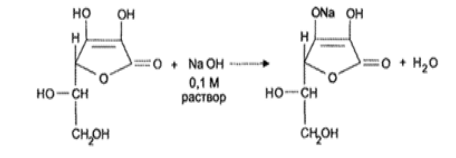 HO OH ONa OH
H H
O O + NaOH O O + H₂O
HO–CH 0,1 M HO–CH
раствор
CH₂OH CH₂OH